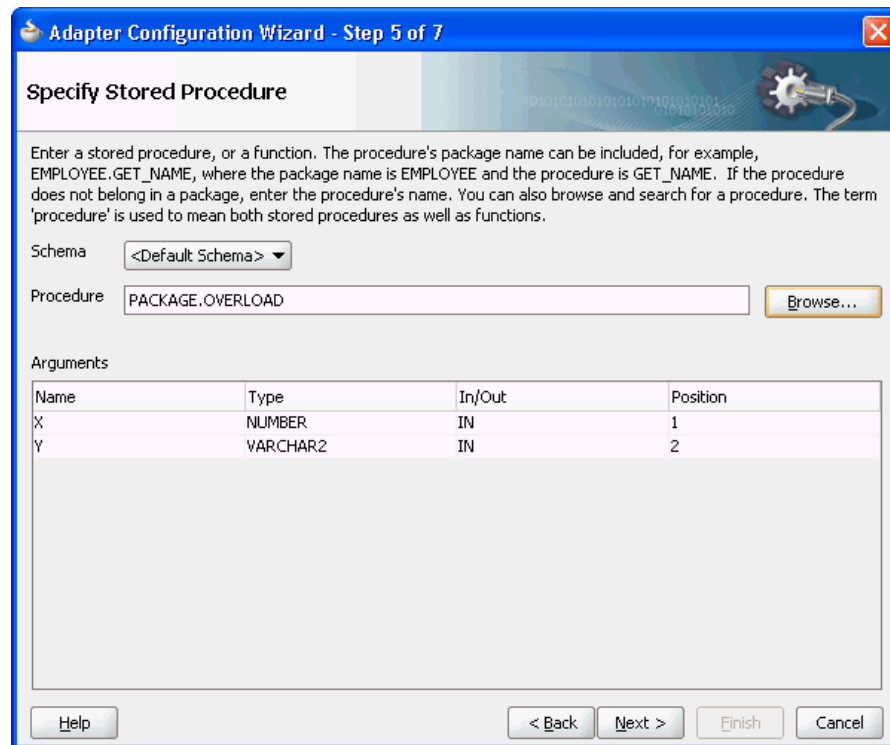 Adapter Configuration Wizard - Step 5 of 7
Specify Stored Procedure
Enter a stored procedure, or a function. The procedure's package name can be included, for example,
EMPLOYEE.GET_NAME, where the package name is EMPLOYEE and the procedure is GET_NAME. If the procedure
does not belong in a package, enter the procedure's name. You can also browse and search for a procedure. The term
'procedure' is used to mean both stored procedures as well as functions.
Schema <Default Schema>
Procedure PACKAGE.OVERLOAD Browse...
Arguments
Name Type In/Out Position
X NUMBER IN 1
Y VARCHAR2 IN 2
Help < Back Next > Finish Cancel